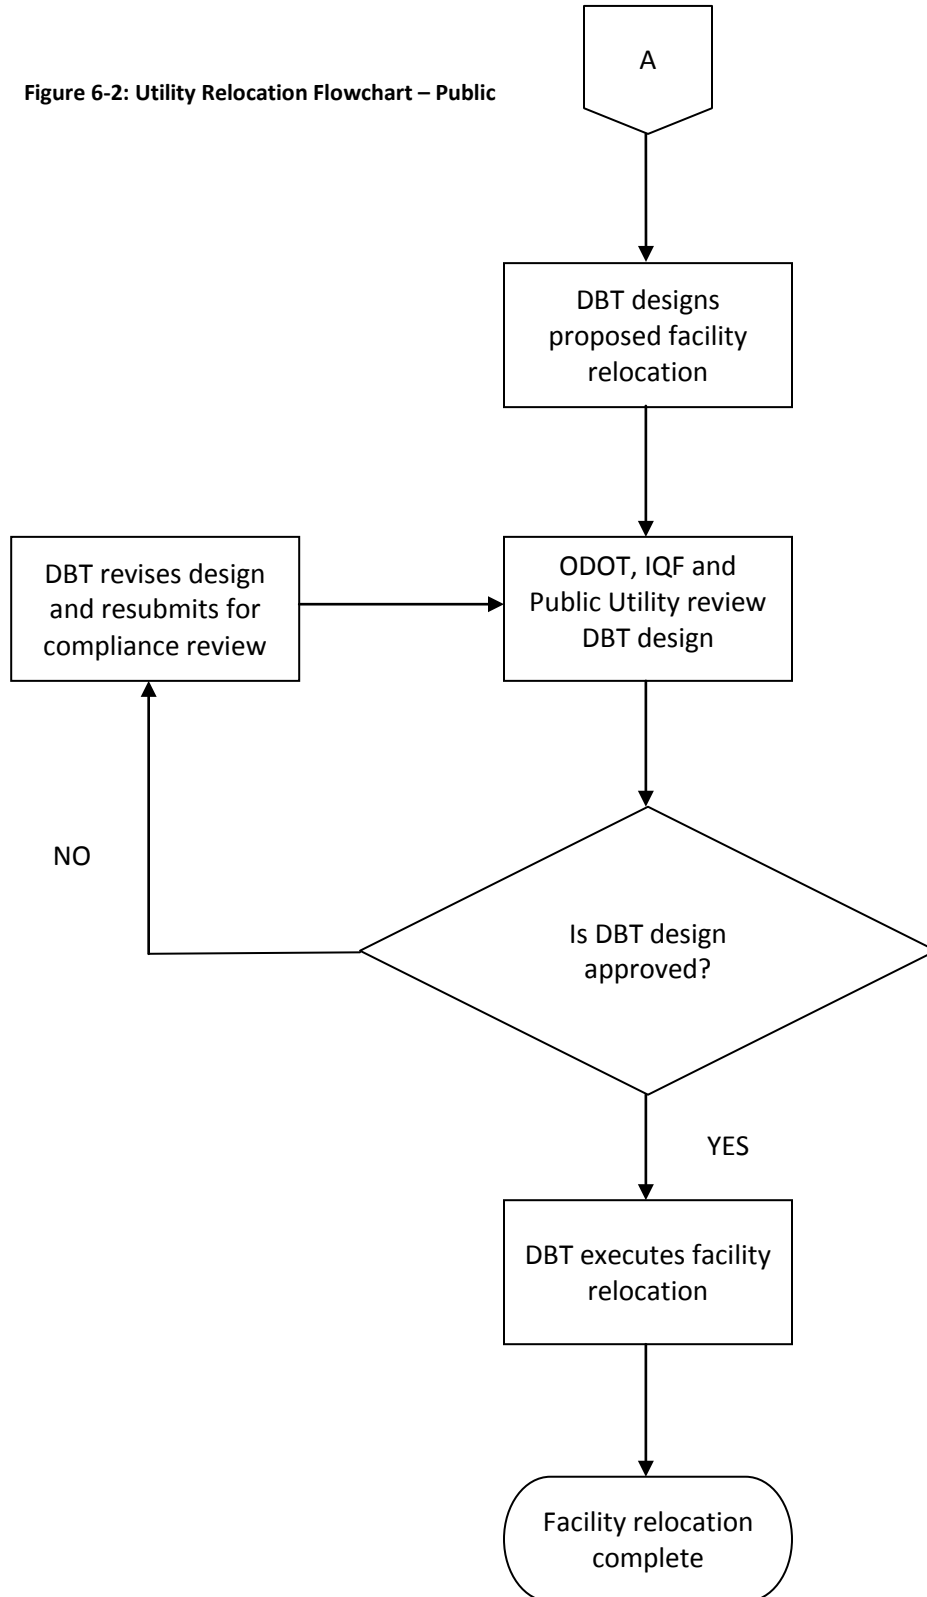 A
Figure 6-2: Utility Relocation Flowchart – Public
DBT designs
proposed facility
relocation
DBT revises design
and resubmits for
compliance review
ODOT, IQF and
Public Utility review
DBT design
NO
Is DBT design
approved?
YES
DBT executes facility
relocation
Facility relocation
complete